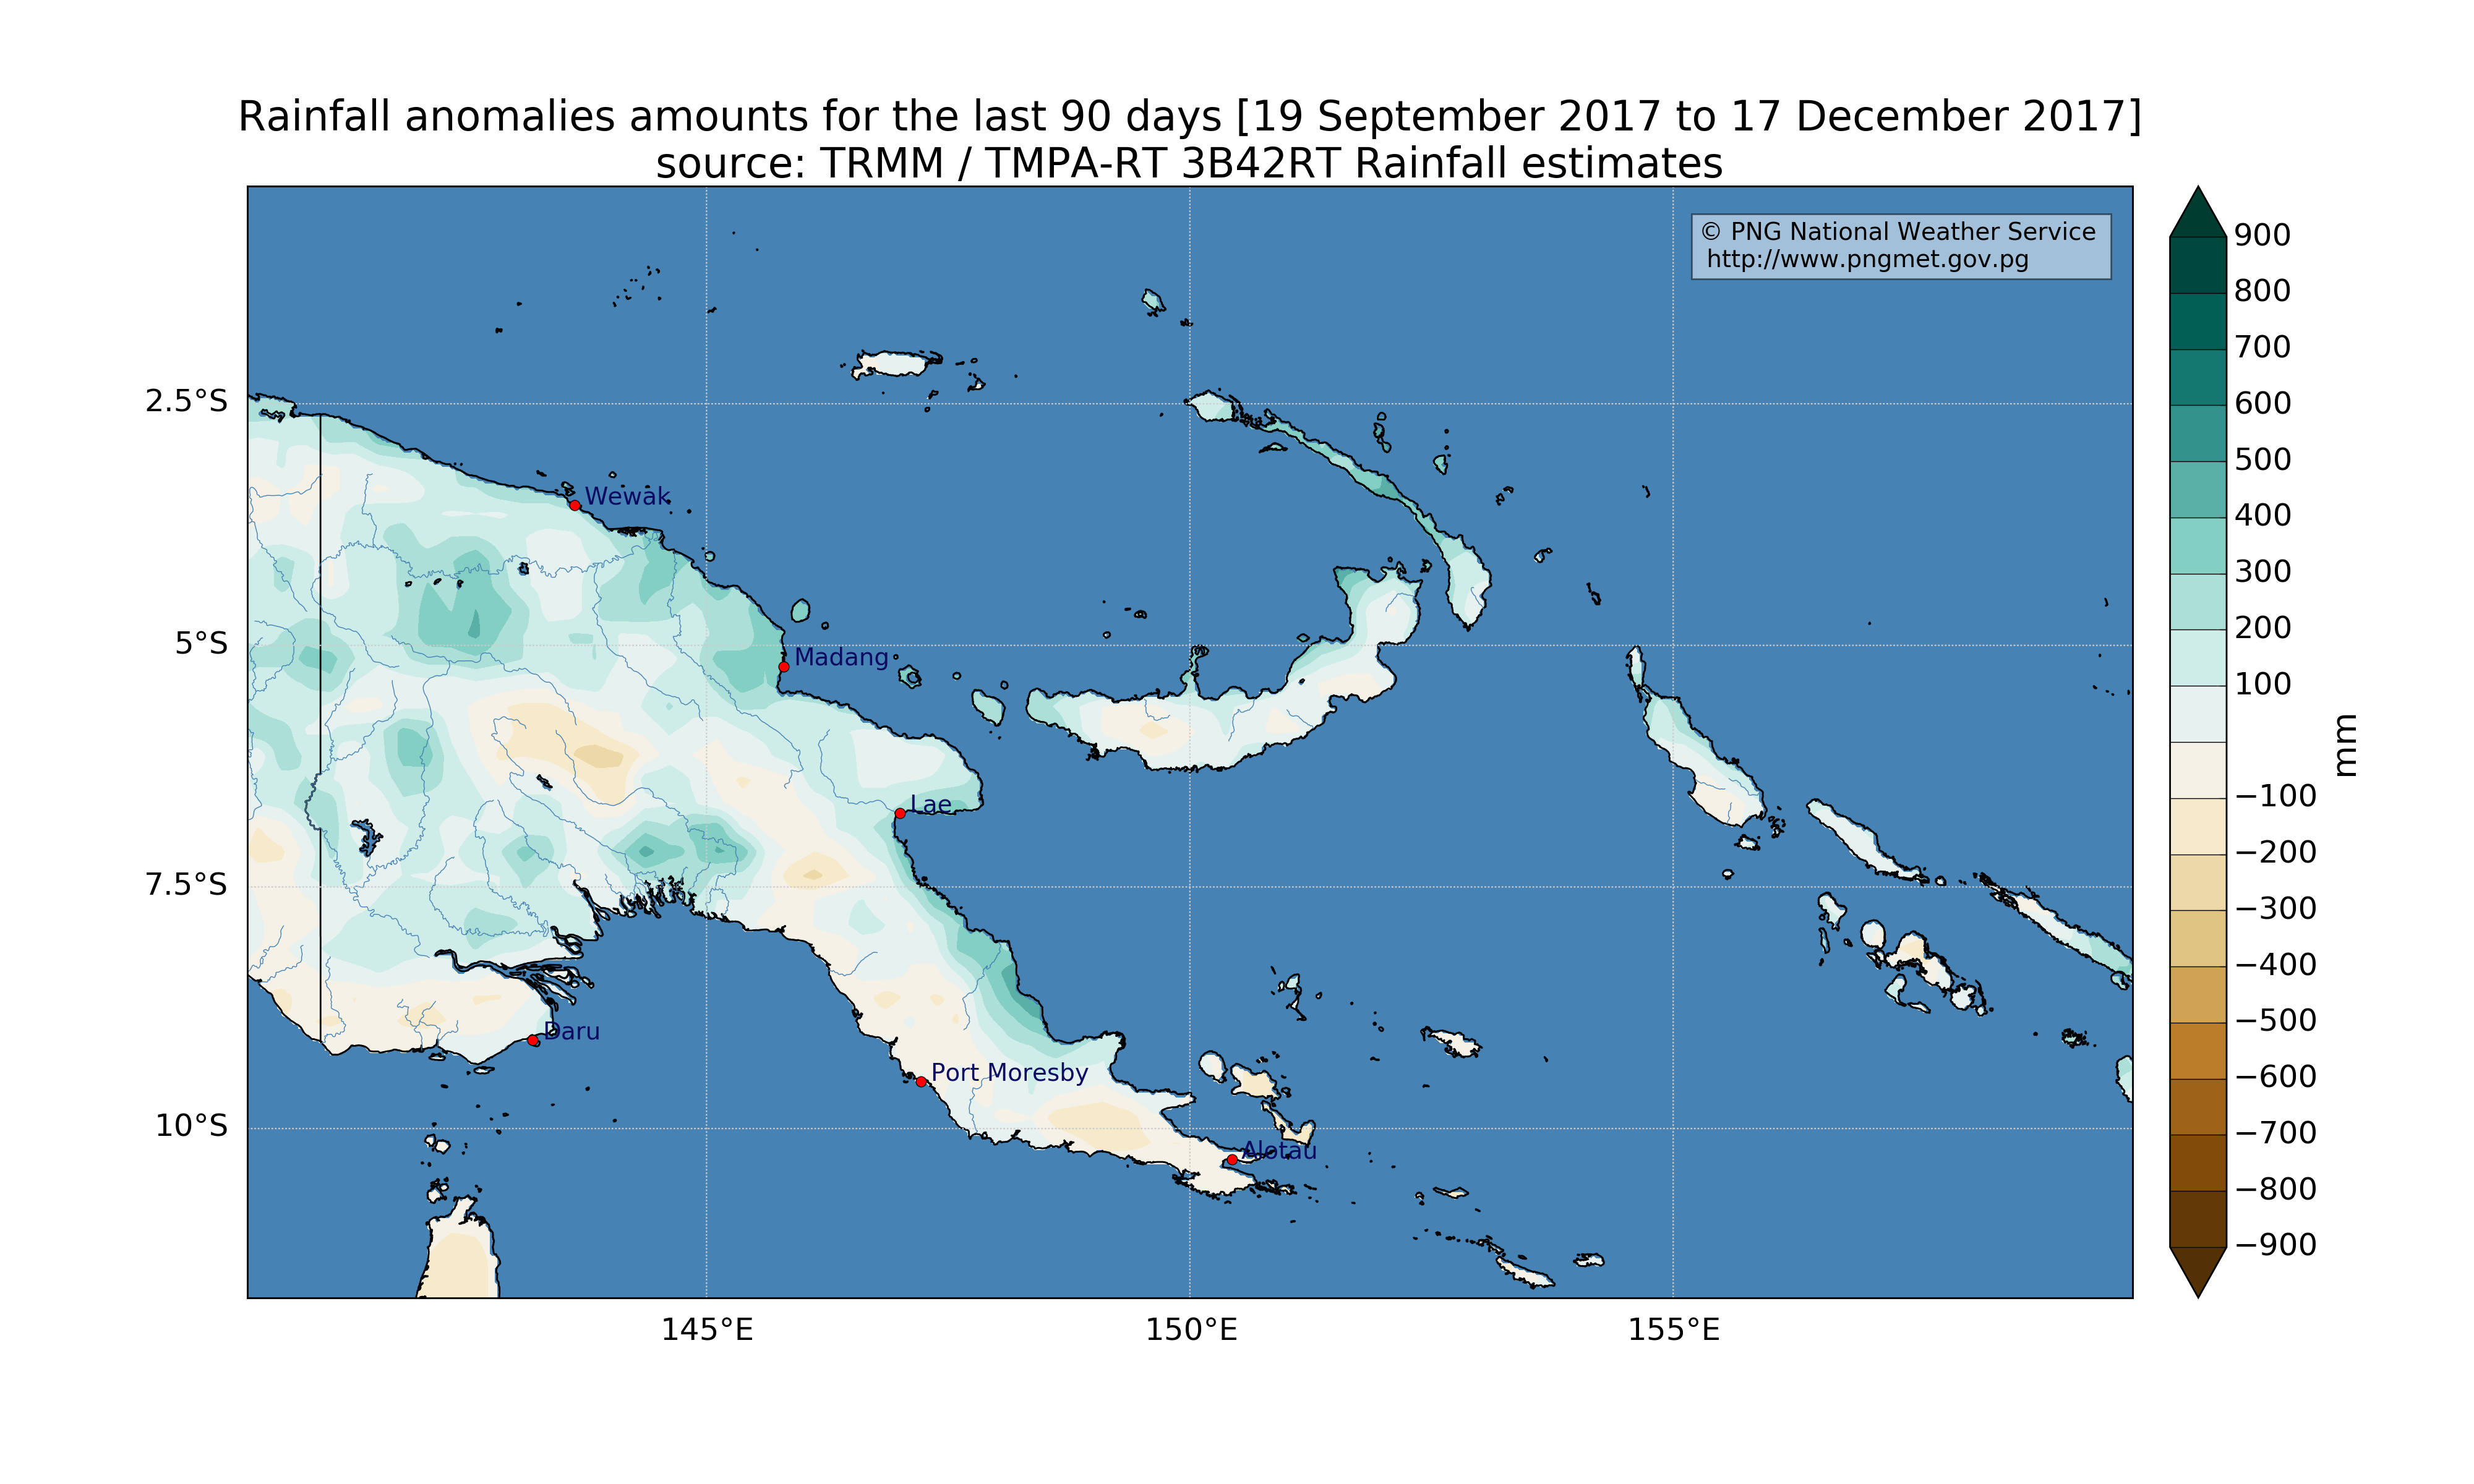 Rainfall anomalies amounts for the last 90 days [19 September 2017 to 17 December 2017]
source: TRMM / TMPA-RT 3B42RT Rainfall estimates
© PNG National Weather Service
http://www.pngmet.gov.pg
2.5°S
5°S
7.5°S
10°S
Wewak
Madang
Lae
Daru
Port Moresby
Alotau
145°E
150°E
155°E
900
800
700
600
500
400
300
200
100
−100
−200
−300
−400
−500
−600
−700
−800
−900
mm